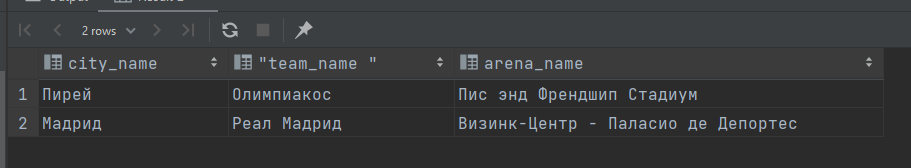 2 rows
city_name "team_name " arena_name
1 Пирей Олимпиакос Пис энд Френдшип Стадиум
2 Мадрид Реал Мадрид Визинк-Центр - Паласио де Депортес